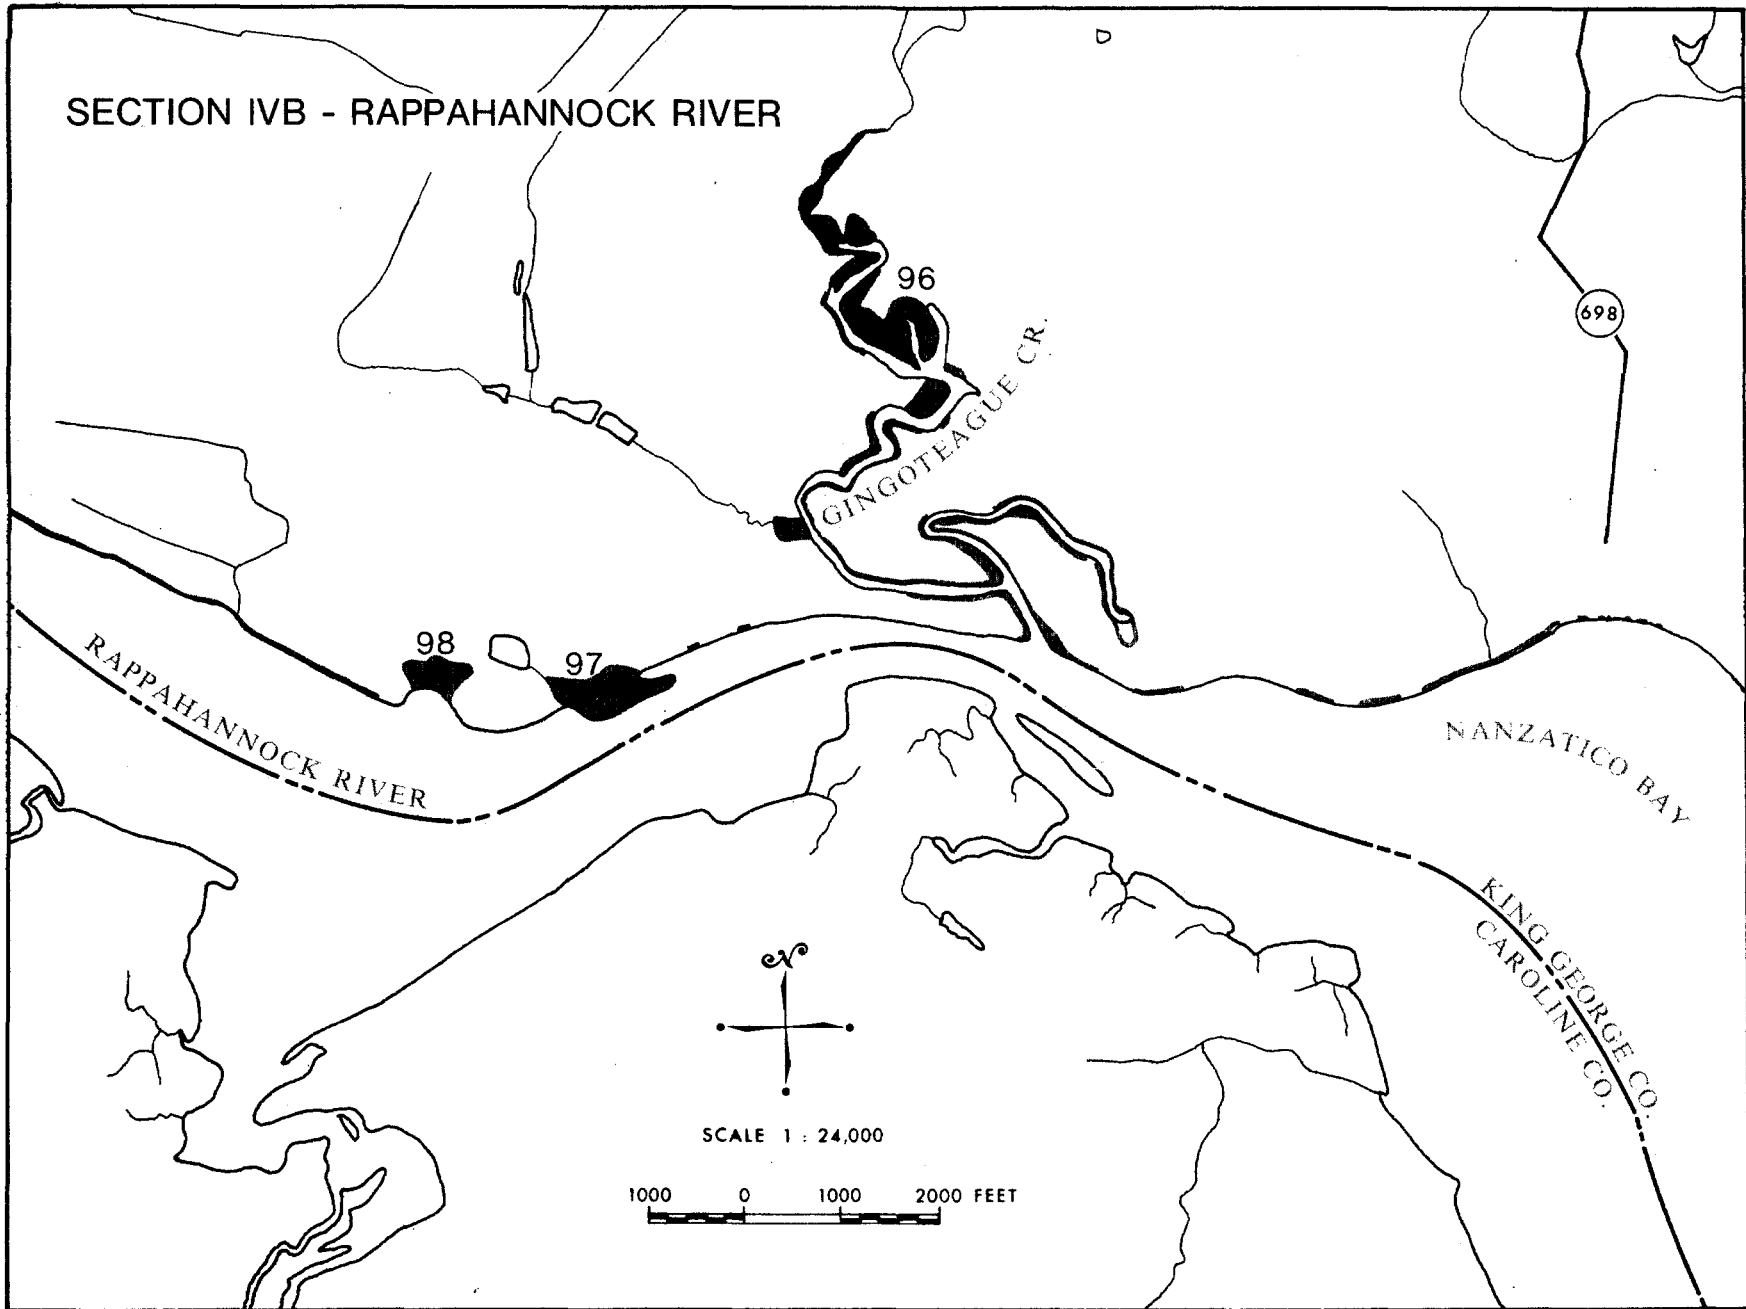 SECTION IVB - RAPPAHANNOCK RIVER
96
698
GINGOTEAGUE CR.
98
97
RAPPAHANNOCK RIVER
NANZATICO BAY
KING GEORGE CO.
CAROLINE CO.
N
SCALE 1 : 24,000
1000 0 1000 2000 FEET